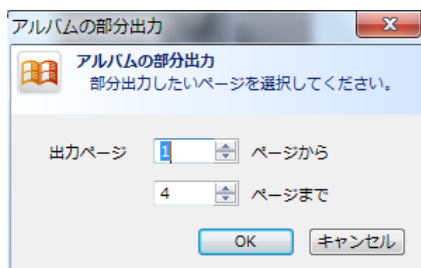 アルバムの部分出力
アルバムの部分出力
部分出力したいページを選択してください。
出力ページ 1 ページから
4 ページまで
OK キャンセル